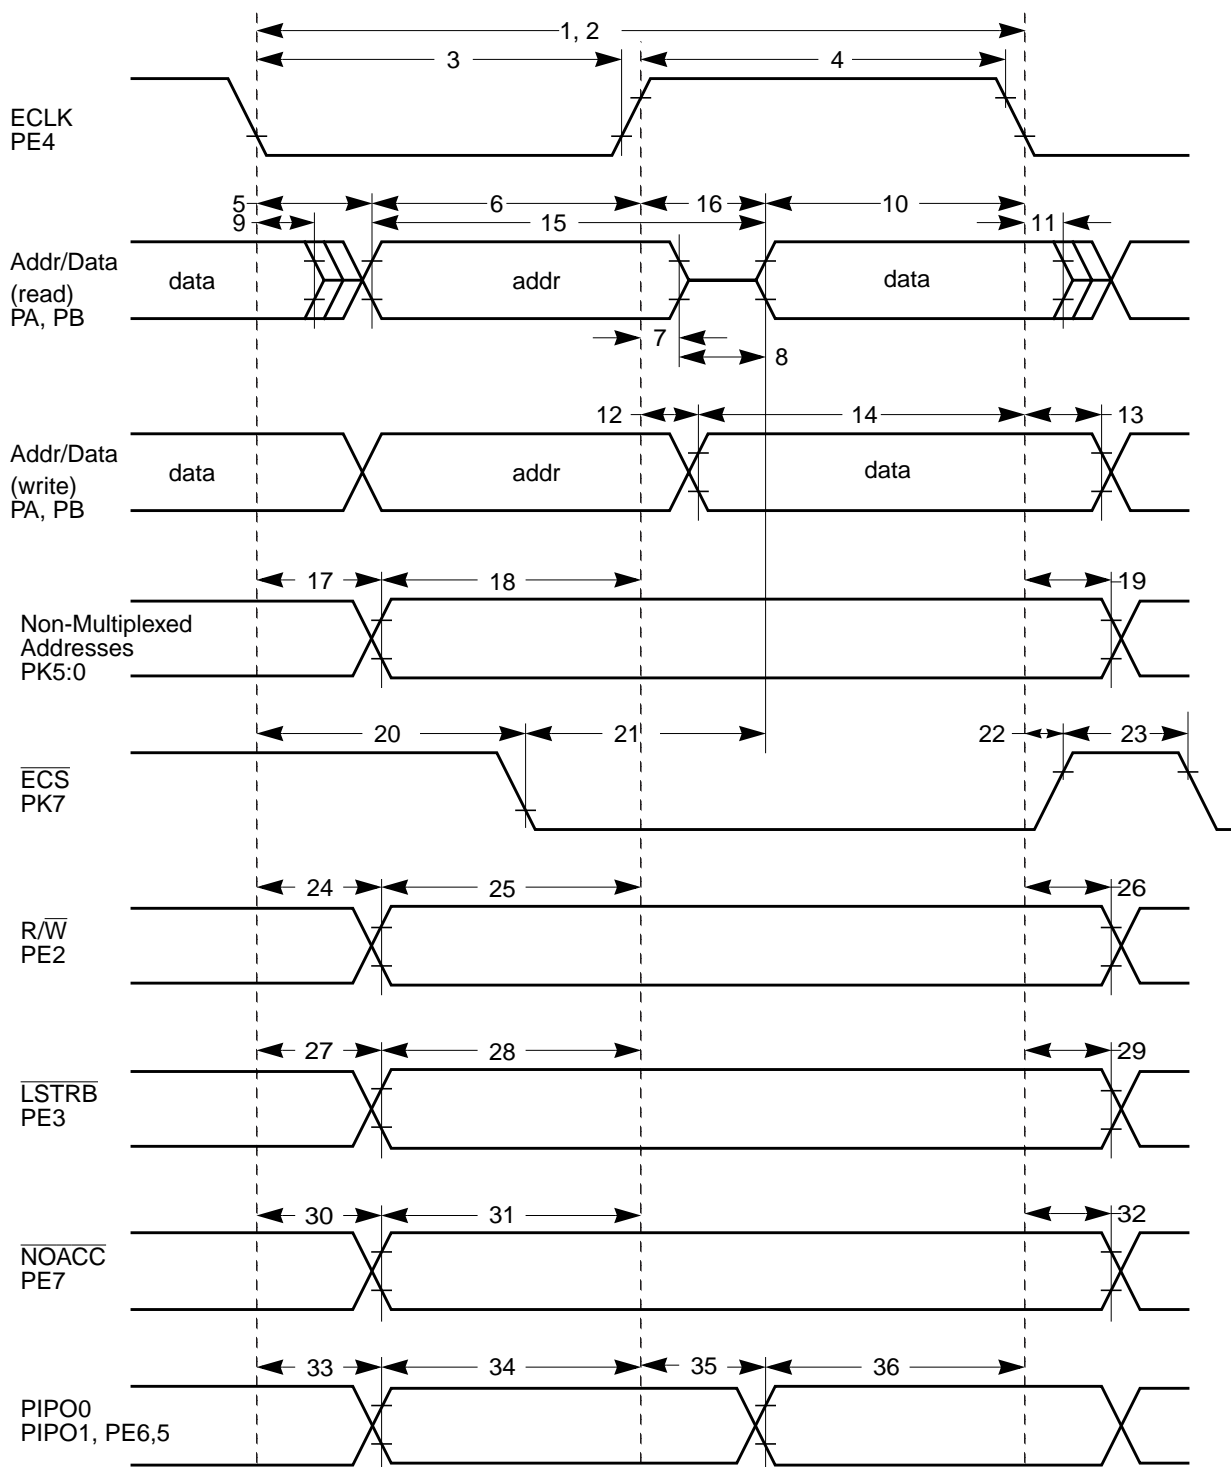 1, 2
3 4
ECLK
PE4
5 6 16 10
9 15 11
Addr/Data
(read)
PA, PB
data addr data
7
8
12 14 13
Addr/Data
(write)
PA, PB
data addr data
17 18 19
Non-Multiplexed
Addresses
PK5:0
20 21 22 23
ECS
PK7
24 25 26
R/W
PE2
27 28 29
LSTRB
PE3
30 31 32
NOACC
PE7
33 34 35 36
PIPO0
PIPO1, PE6,5